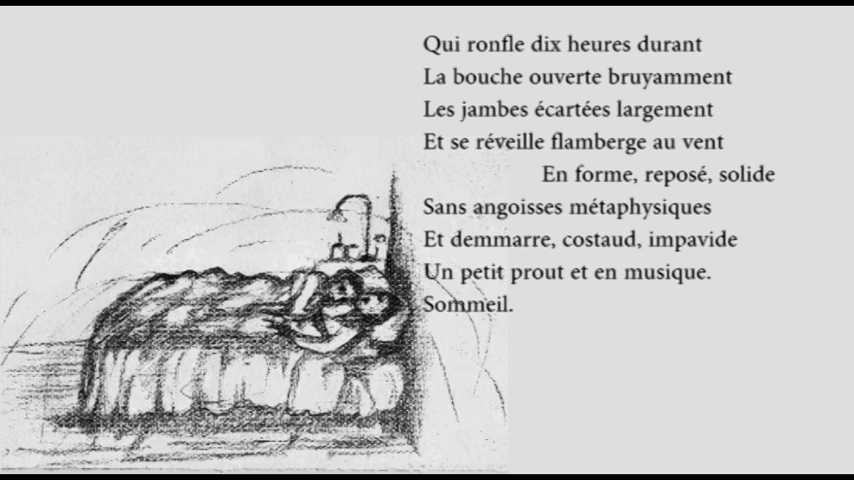 Qui ronfle dix heures durant
La bouche ouverte bruyamment
Les jambes écartées largement
Et se réveille flamberge au vent
En forme, reposé, solide
Sans angoisses métaphysiques
Et demmarre, costaud, impavide
Un petit prout et en musique.
Sommeil.